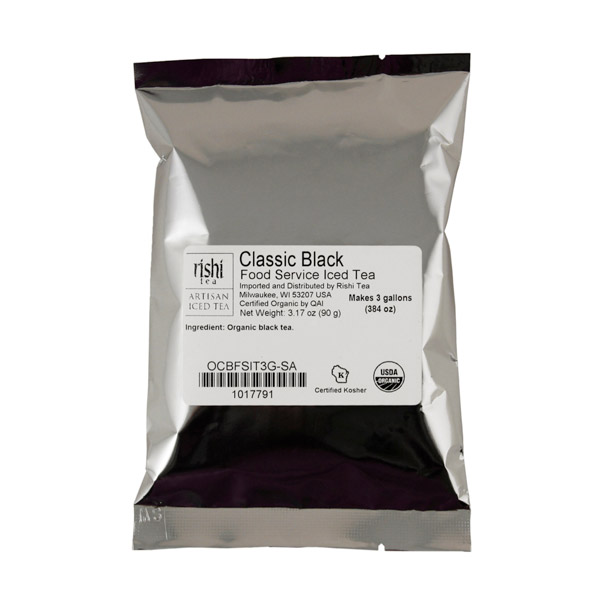 rishi
tea
ARTISAN
ICED TEA
Classic Black
Food Service Iced Tea
Imported and Distributed by Rishi Tea
Milwaukee, WI 53207 USA
Certified Organic by QAI
Net Weight: 3.17 oz (90 g)
Makes 3 gallons
(384 oz)
Ingredient: Organic black tea.
OCBFSIT3G-SA
1017791
K
Certified Kosher
USDA
ORGANIC